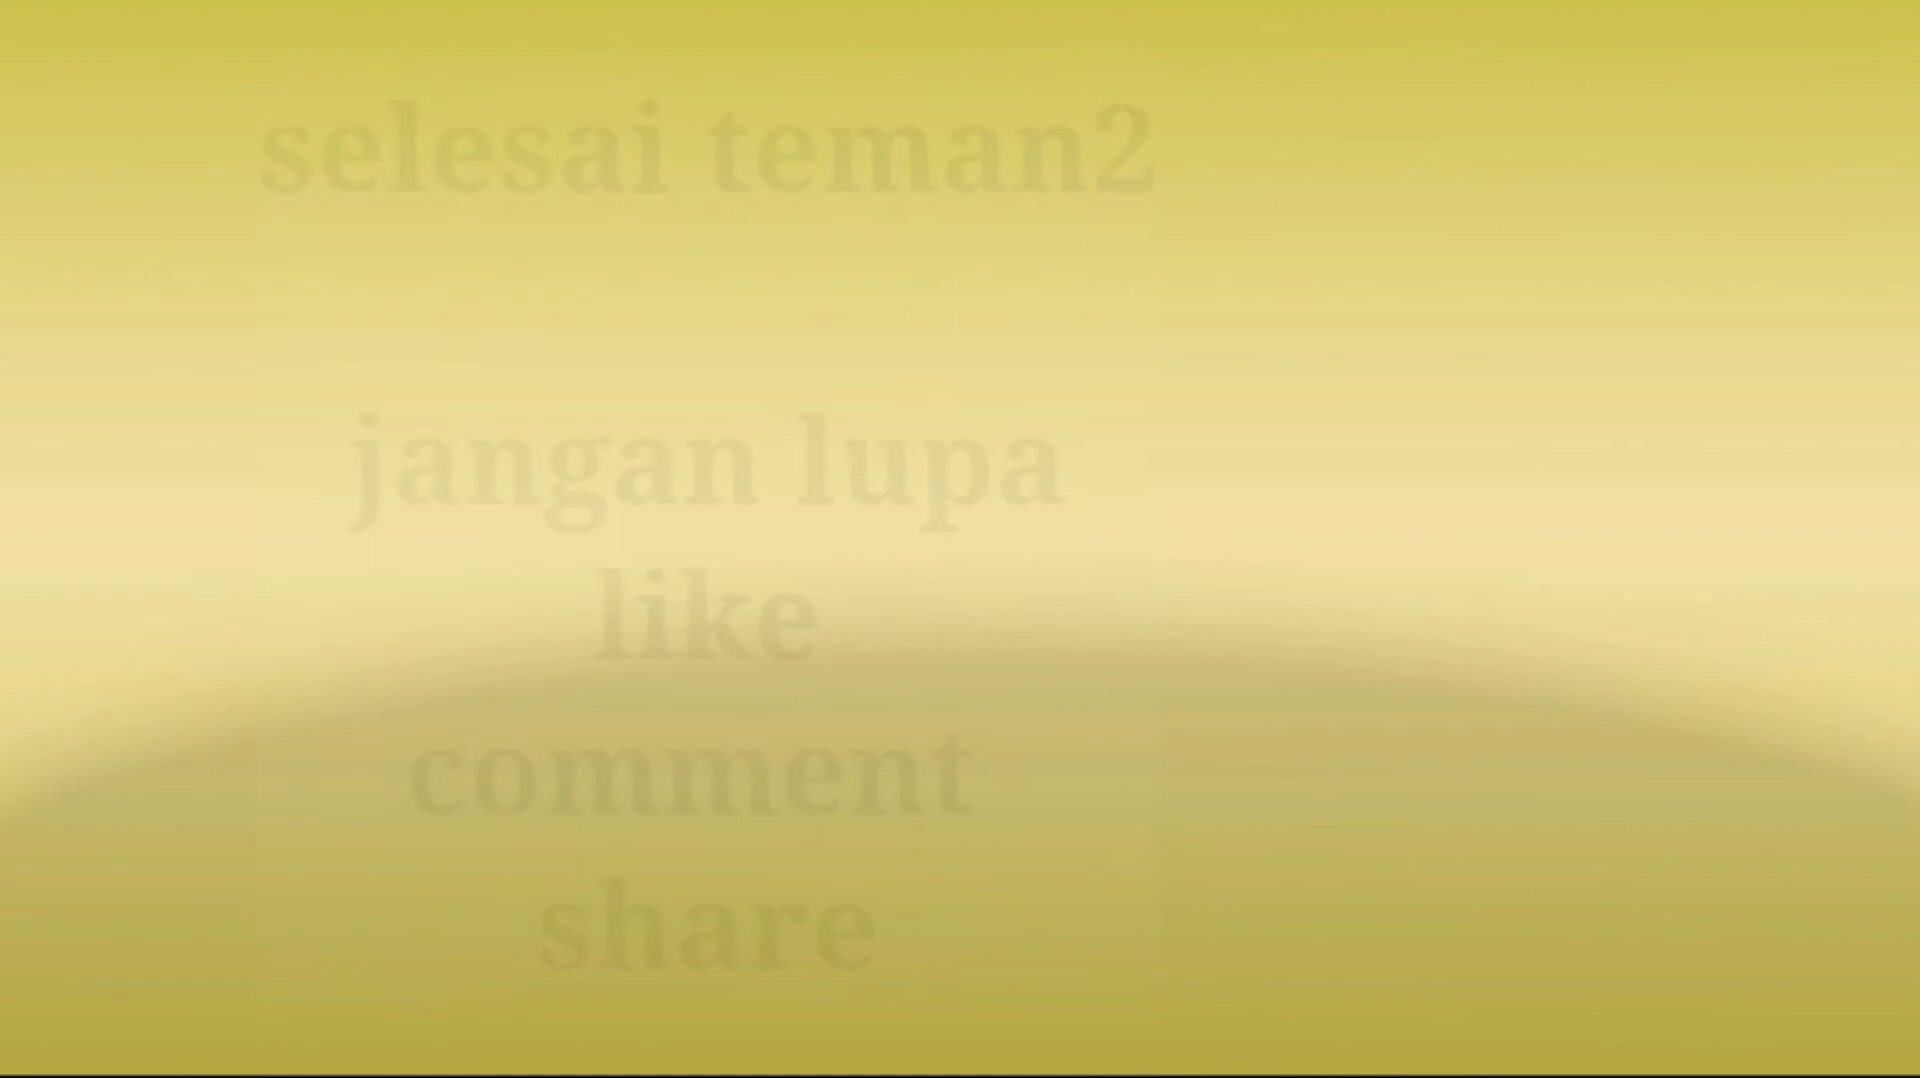 selesai teman2
jangan lupa
like
comment
share